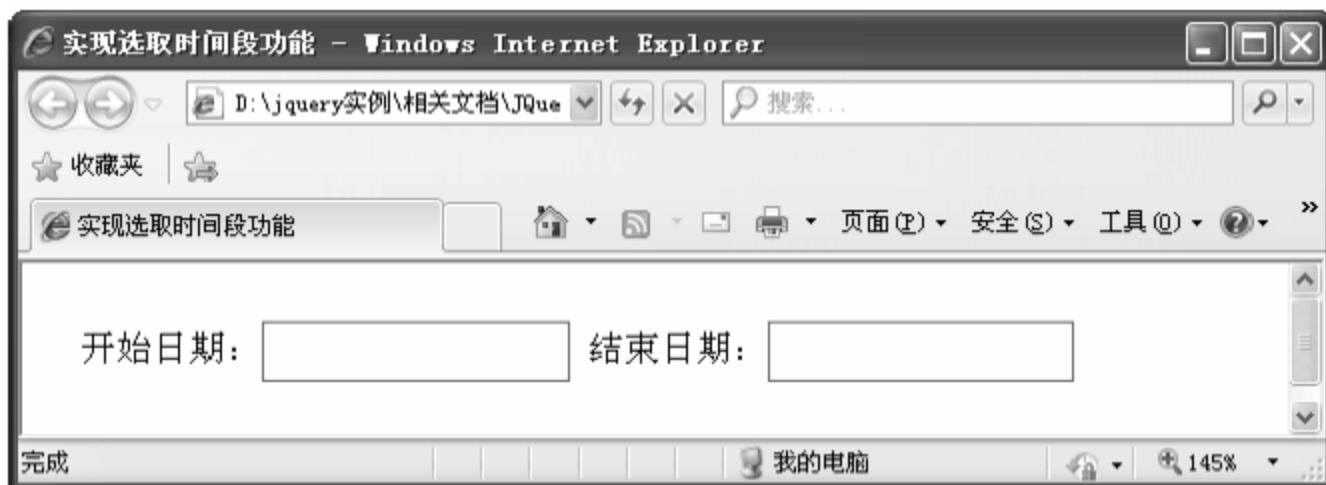 实现选取时间段功能 - Windows Internet Explorer
D:\jquery实例\相关文档\JQue 搜索...
收藏夹
实现选取时间段功能 页面(P) 安全(S) 工具(O) »
开始日期： 结束日期：
完成 我的电脑 145%